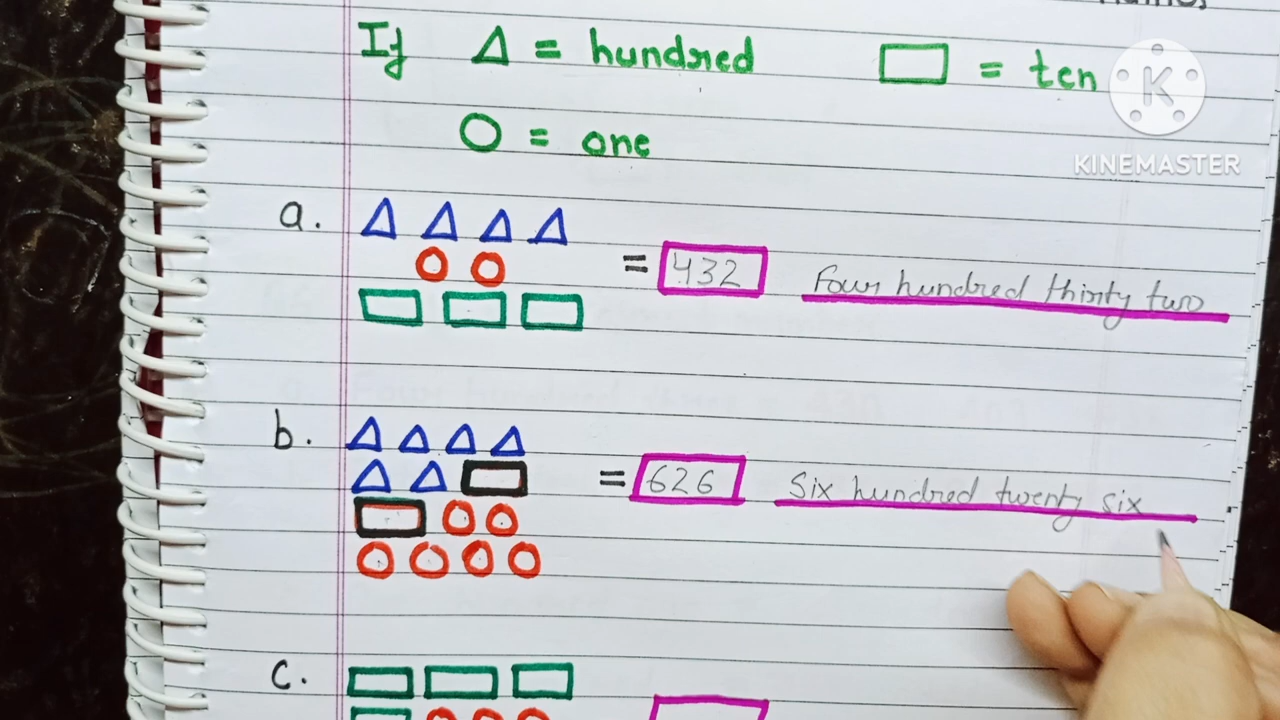 If Δ = hundred ▭ = ten
O = one
KINEMASTER
a. = 432 Four hundred thirty two
b. = 626 Six hundred twenty six
c.